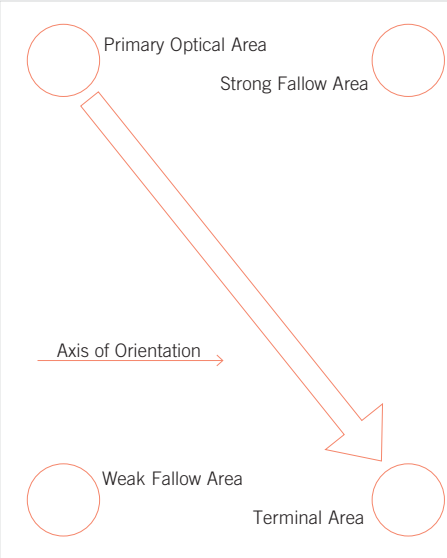 Primary Optical Area
Strong Fallow Area
Axis of Orientation
Weak Fallow Area
Terminal Area